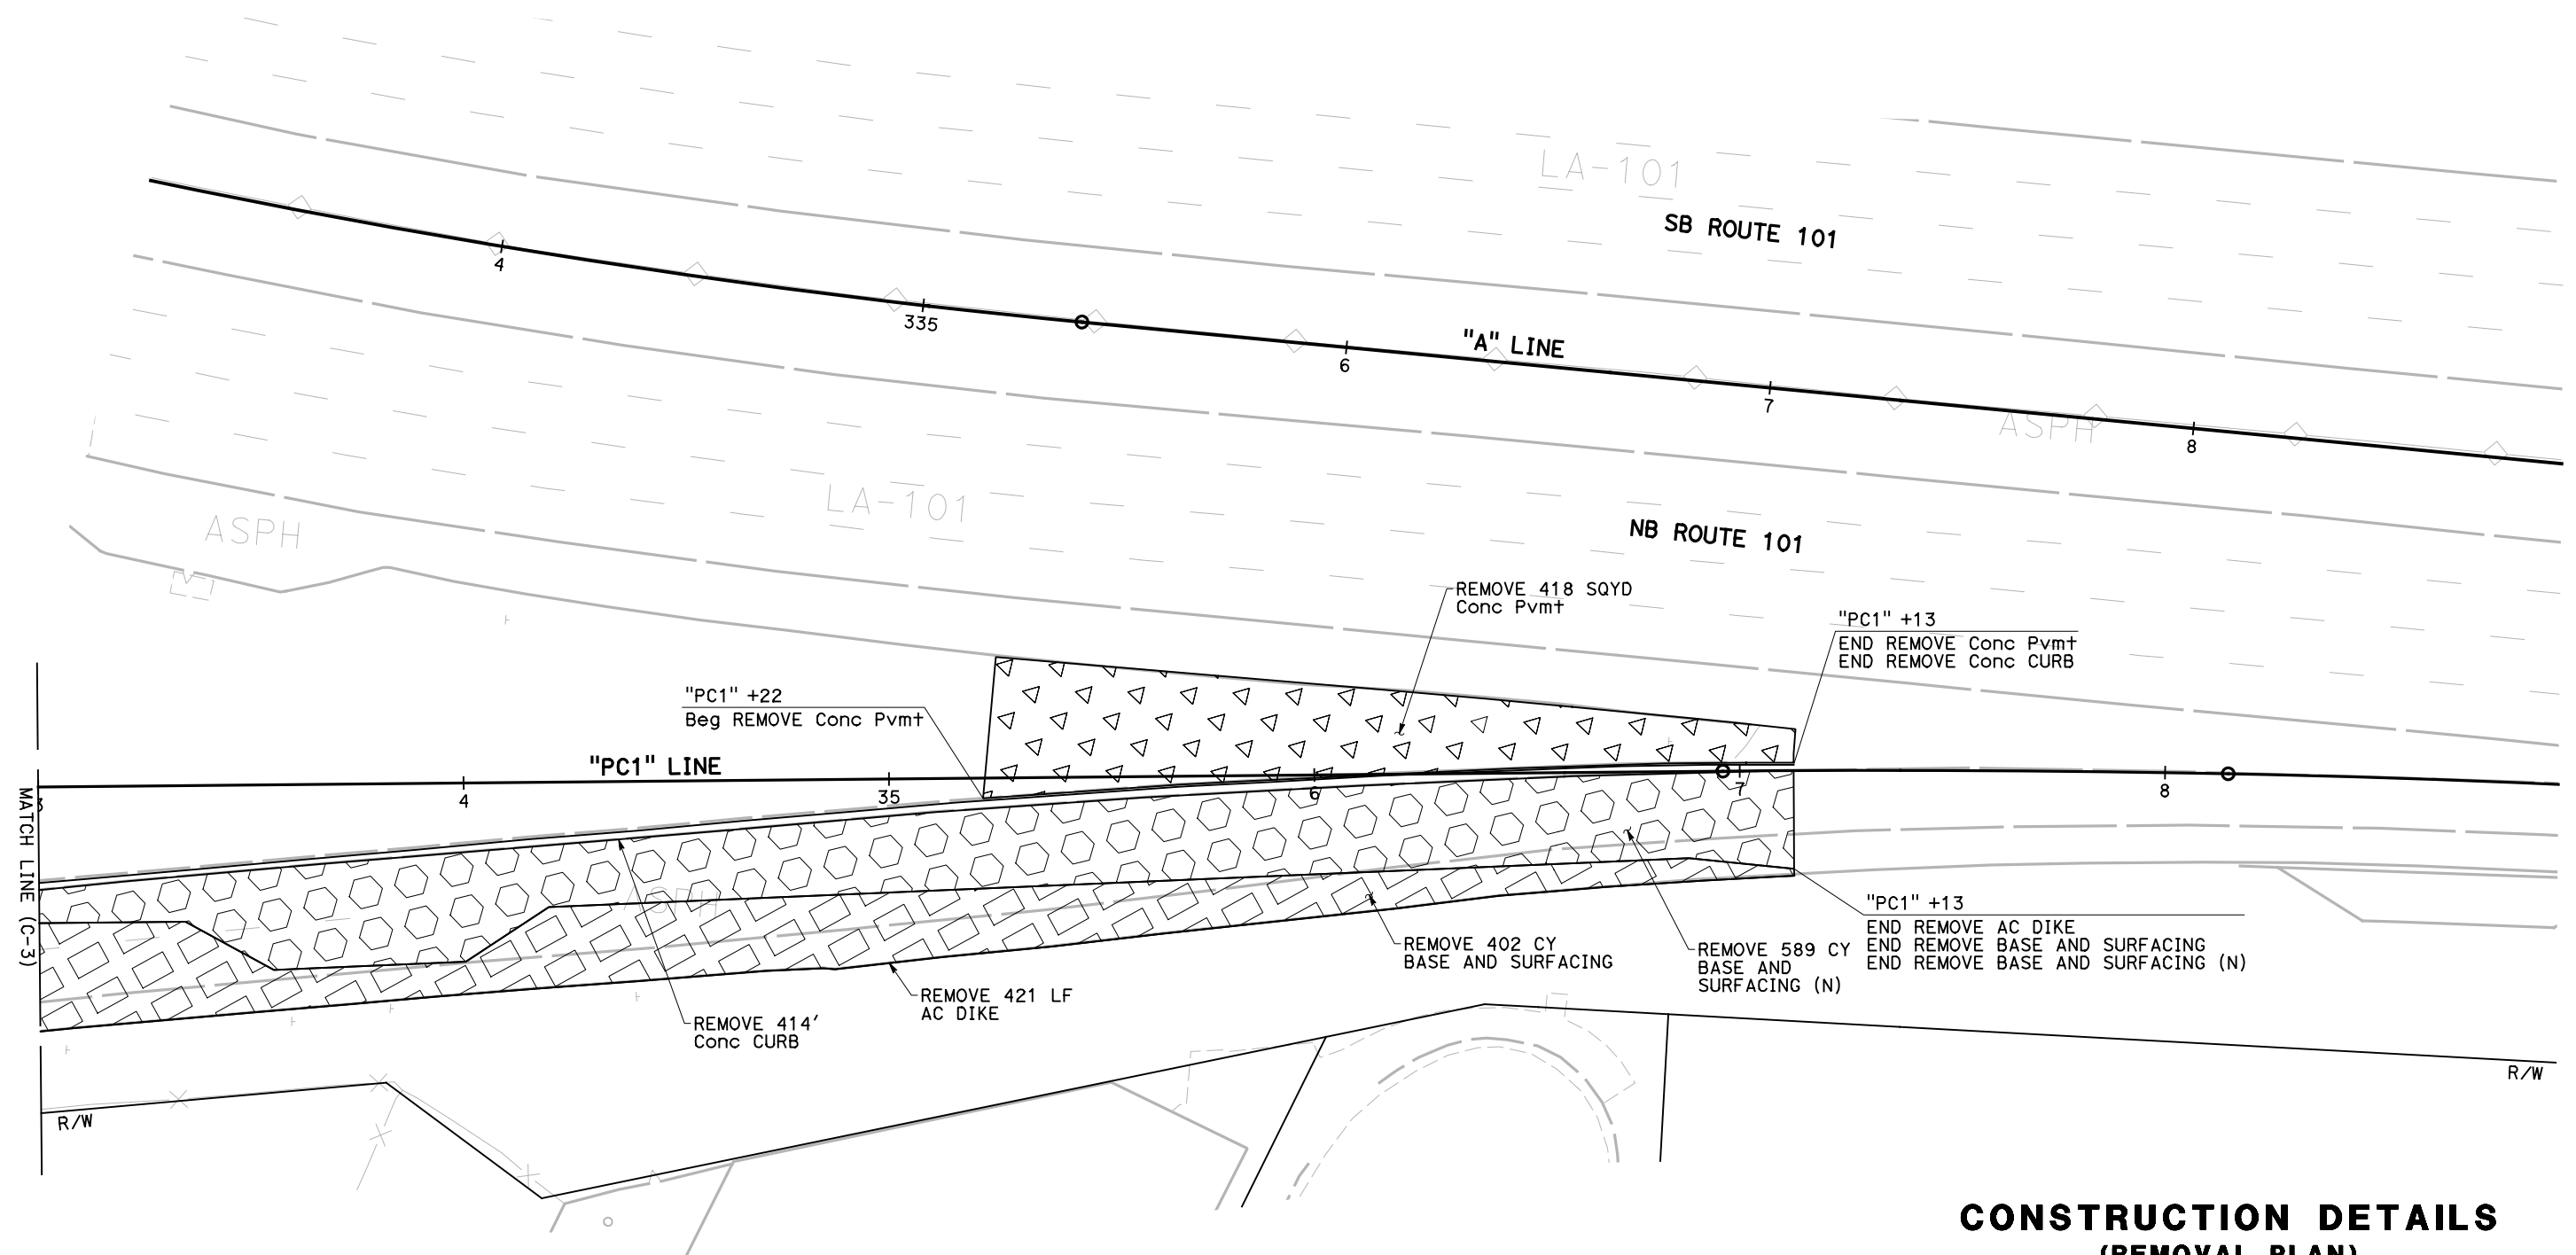 LA-101
SB ROUTE 101
4
335
"A" LINE
6
7
ASPH
8
LA-101
ASPH
NB ROUTE 101
REMOVE 418 SQYD
Conc Pvmt
"PC1" +13
END REMOVE Conc Pvmt
END REMOVE Conc CURB
"PC1" +22
Beg REMOVE Conc Pvmt
"PC1" LINE
MATCH LINE (C-3)
3
4
35
6
7
8
ASPH
"PC1" +13
END REMOVE AC DIKE
END REMOVE BASE AND SURFACING
END REMOVE BASE AND SURFACING (N)
REMOVE 402 CY
BASE AND SURFACING
REMOVE 589 CY
BASE AND
SURFACING (N)
REMOVE 421 LF
AC DIKE
REMOVE 414'
Conc CURB
R/W
R/W
CONSTRUCTION DETAILS
(REMOVAL PLAN)